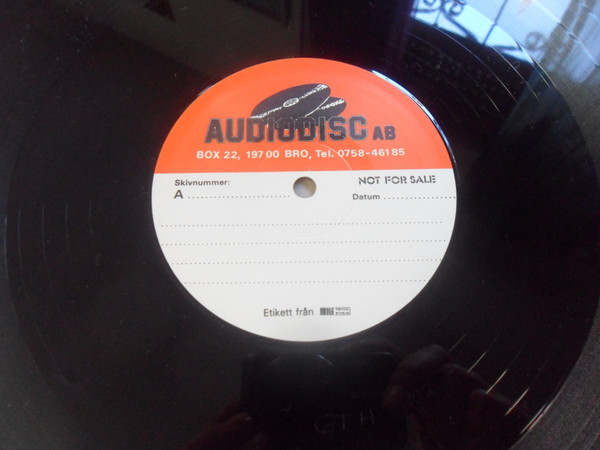 AUDIODISC AB
BOX 22, 197 00 BRO, Tel. 0758-461 85
Skivnummer:
NOT FOR SALE
A
Datum
Etikett från